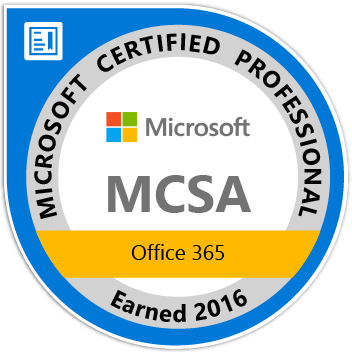 MICROSOFT CERTIFIED PROFESSIONAL
Microsoft
MCSA
Office 365
Earned 2016